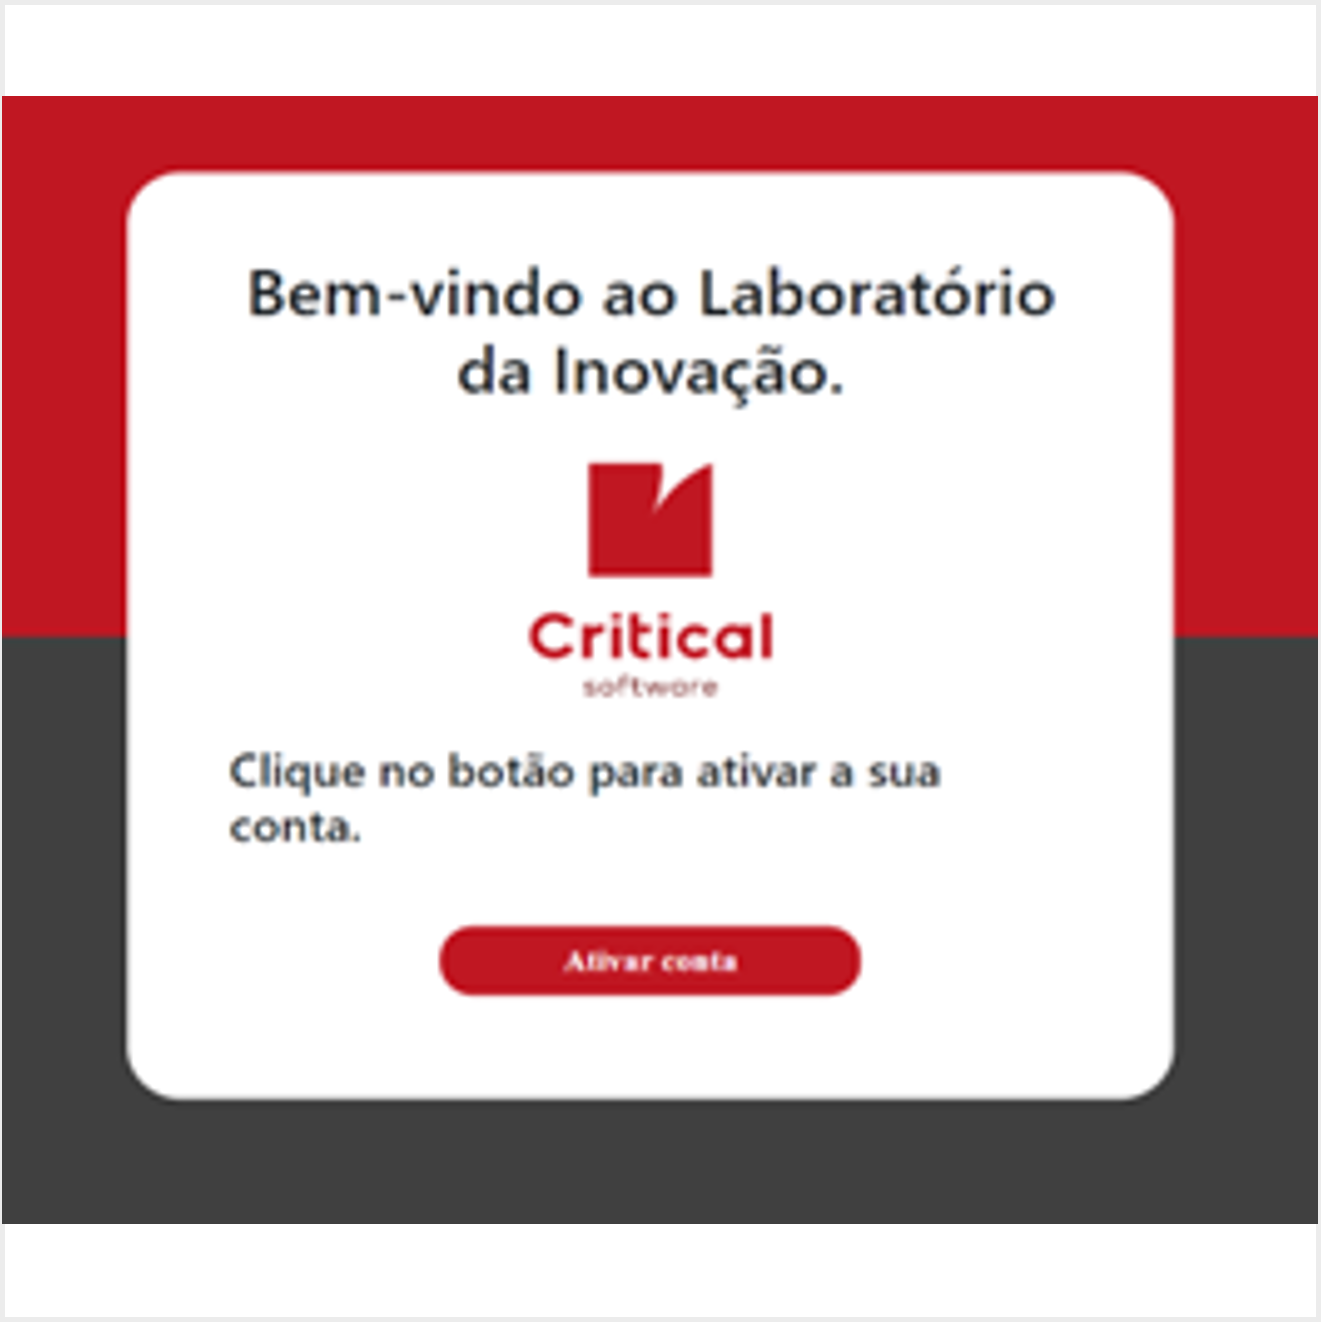 Bem-vindo ao Laboratório
da Inovação.
Critical
software
Clique no botão para ativar a sua
conta.
Ativar conta